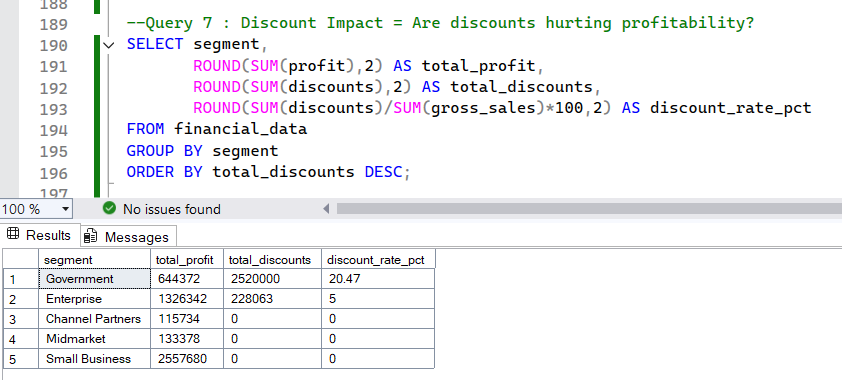 188
189 --Query 7 : Discount Impact = Are discounts hurting profitability?
190 SELECT segment,
191 ROUND(SUM(profit),2) AS total_profit,
192 ROUND(SUM(discounts),2) AS total_discounts,
193 ROUND(SUM(discounts)/SUM(gross_sales)*100,2) AS discount_rate_pct
194 FROM financial_data
195 GROUP BY segment
196 ORDER BY total_discounts DESC;
197
100 % No issues found
Results Messages
segment total_profit total_discounts discount_rate_pct
1 Government 644372 2520000 20.47
2 Enterprise 1326342 228063 5
3 Channel Partners 115734 0 0
4 Midmarket 133378 0 0
5 Small Business 2557680 0 0